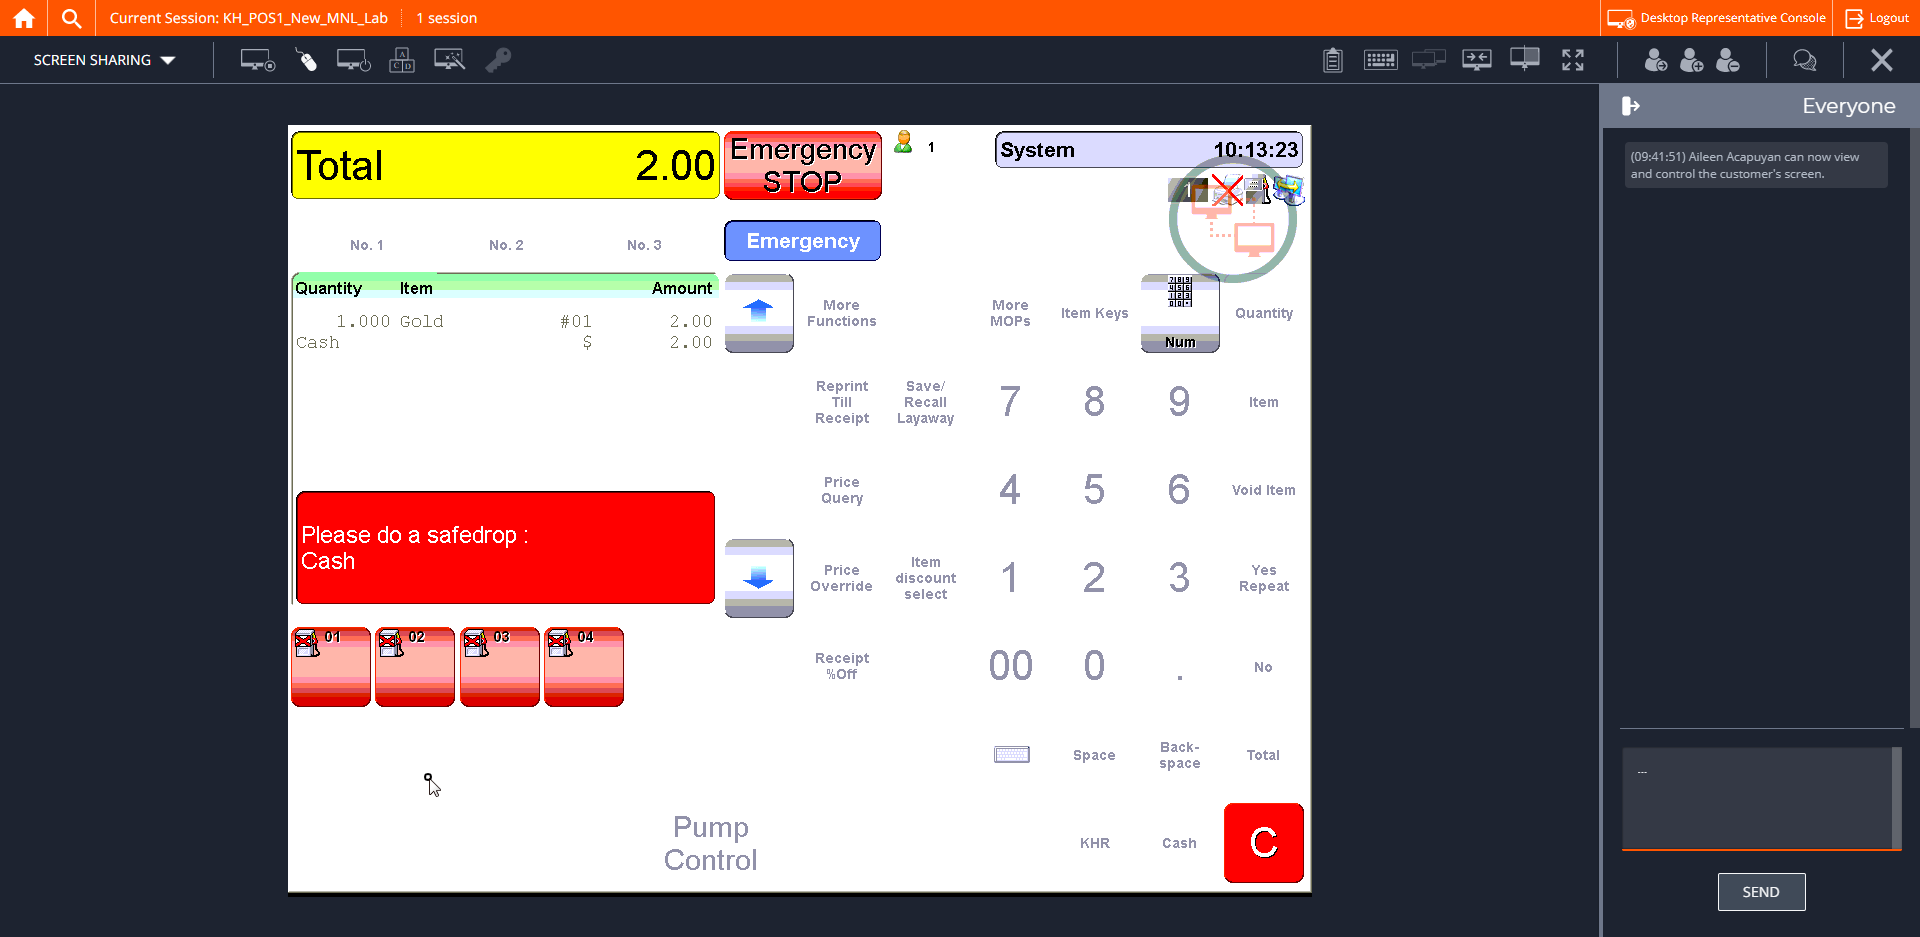 Current Session: KH_POS1_New_MNL_Lab 1 session Desktop Representative Console Logout
SCREEN SHARING
Everyone
(09:41:51) Aileen Acapuyan can now view
and control the customer's screen.
Total 2.00
Emergency
STOP
1
System 10:13:23
1
No. 1 No. 2 No. 3
Emergency
Quantity Item Amount
1.000 Gold #01 2.00
Cash $ 2.00
More
Functions
More
MOPs
Item Keys
Num
Quantity
Reprint
Till
Receipt
Save/
Recall
Layaway
7 8 9
Item
Price
Query
4 5 6
Void Item
Please do a safedrop :
Cash
Price
Override
Item
discount
select
1 2 3
Yes
Repeat
01 02 03 04
Receipt
%Off
00 0 .
No
Space
Back-
space
Total
Pump
Control
KHR Cash C
...
SEND